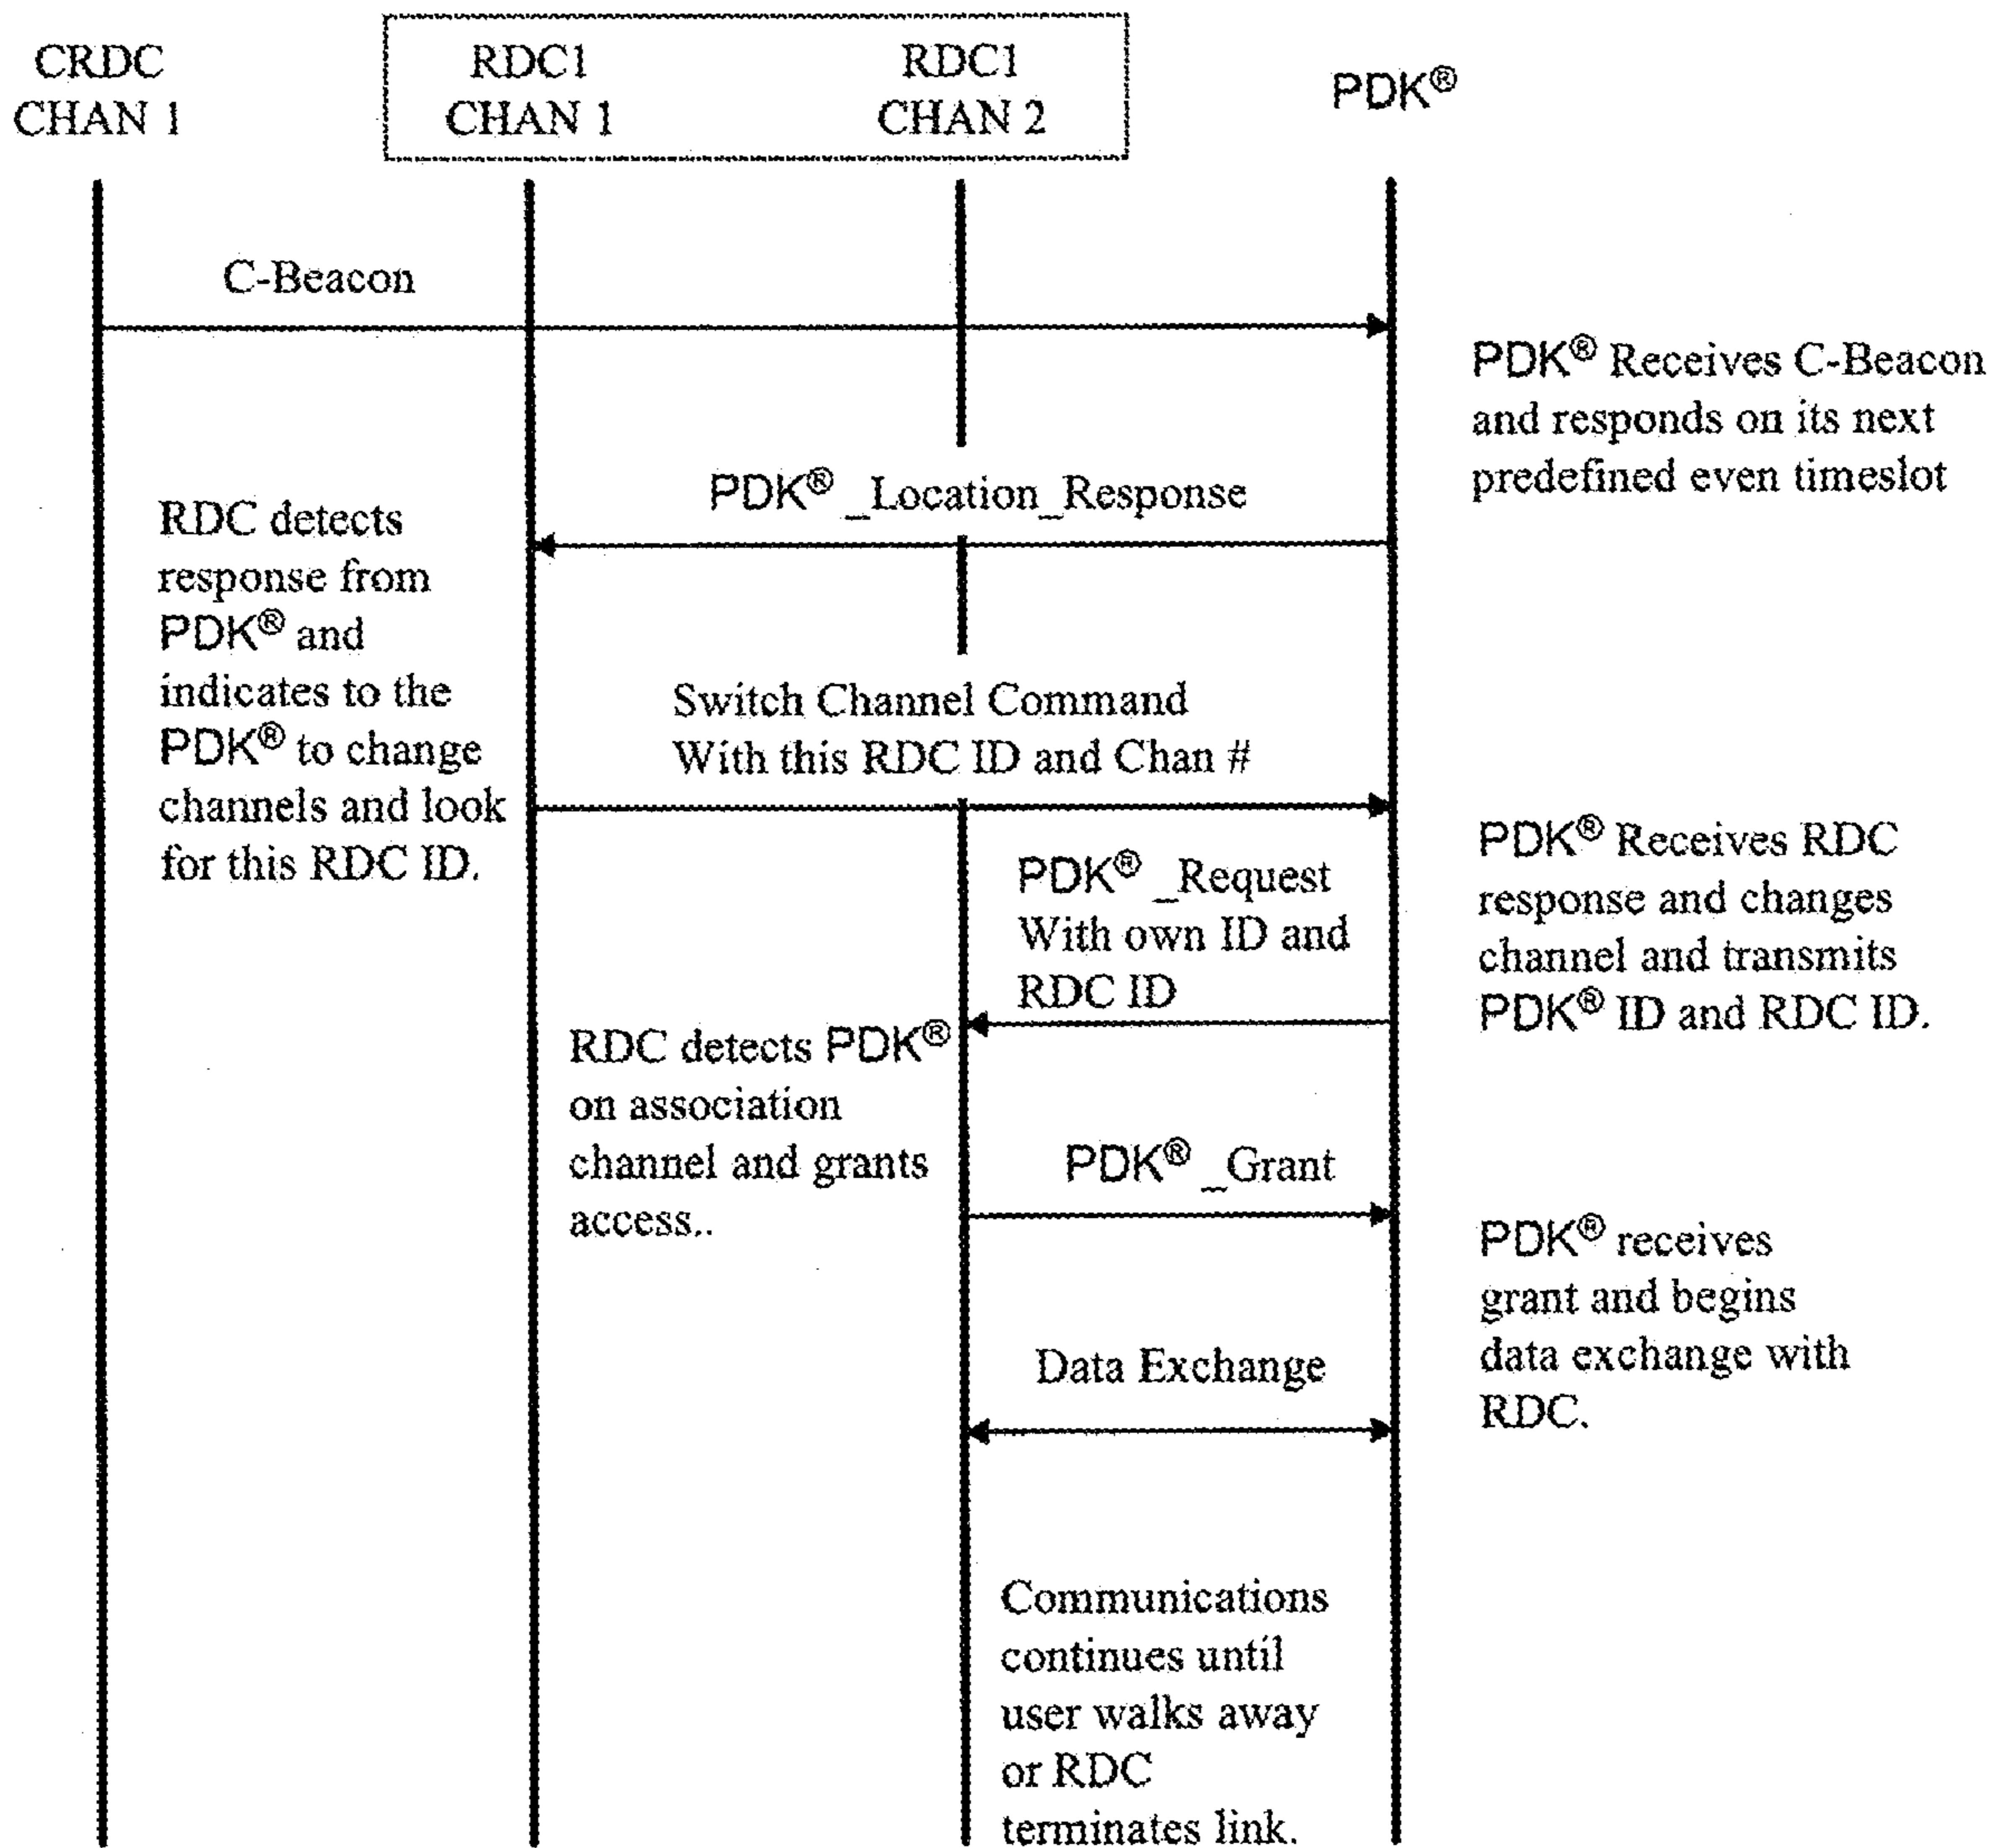 CRDC
CHAN 1
RDC1
CHAN 1
RDC1
CHAN 2
PDK®
C-Beacon
PDK® Receives C-Beacon
and responds on its next
predefined even timeslot
PDK® _Location_Response
RDC detects
response from
PDK® and
indicates to the
PDK® to change
channels and look
for this RDC ID.
Switch Channel Command
With this RDC ID and Chan #
PDK® Receives RDC
response and changes
channel and transmits
PDK® ID and RDC ID.
PDK® _Request
With own ID and
RDC ID
RDC detects PDK®
on association
channel and grants
access..
PDK® _Grant
PDK® receives
grant and begins
data exchange with
RDC.
Data Exchange
Communications
continues until
user walks away
or RDC
terminates link.